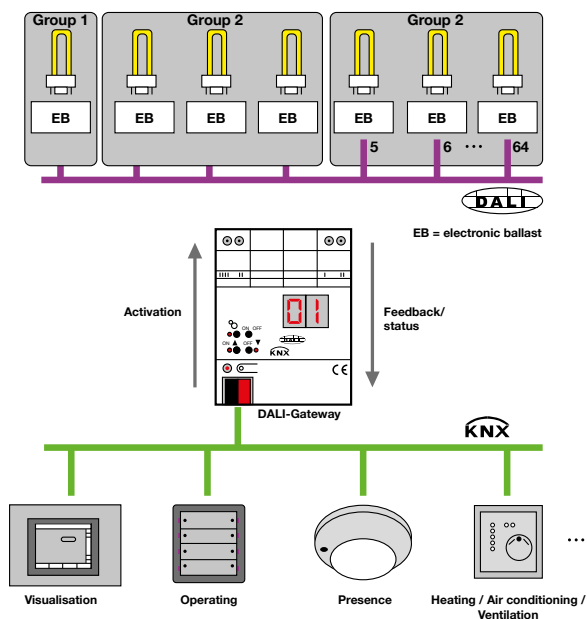 Group 1
Group 2
Group 2
EB
EB
EB
EB
EB
EB
EB
5
6
...
64
DALI
EB = electronic ballast
Activation
Feedback/
status
01
ON OFF
ON OFF
DALI
KNX
CE
DALI-Gateway
KNX
...
Visualisation
Operating
Presence
Heating / Air conditioning /
Ventilation